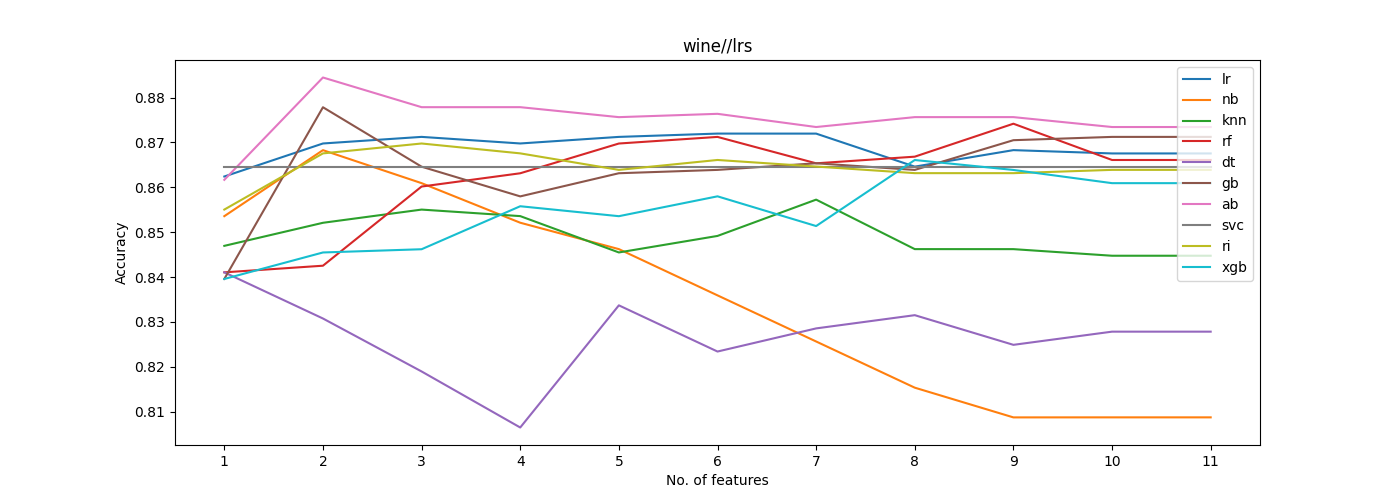 wine//lrs
Accuracy
0.88
0.87
0.86
0.85
0.84
0.83
0.82
0.81
lr
nb
knn
rf
dt
gb
ab
svc
ri
xgb
1 2 3 4 5 6 7 8 9 10 11
No. of features